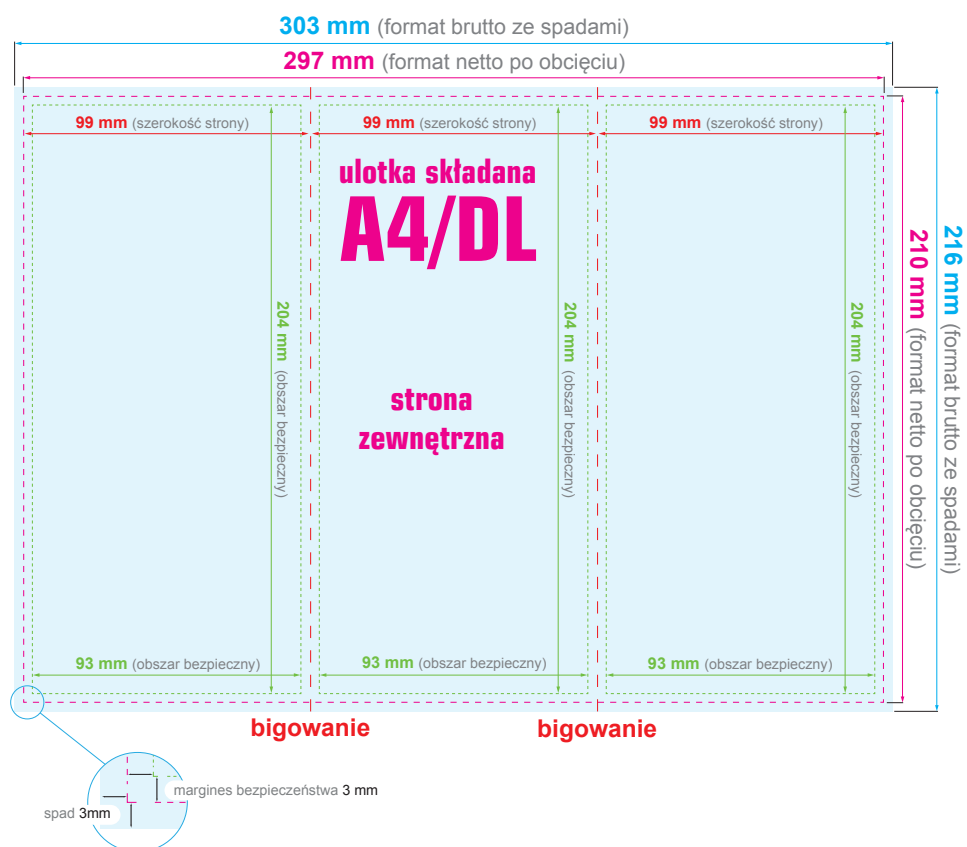 303 mm (format brutto ze spadami)
297 mm (format netto po obcięciu)
99 mm (szerokość strony)
99 mm (szerokość strony)
99 mm (szerokość strony)
ulotka składana
A4/DL
204 mm (obszar bezpieczny)
204 mm (obszar bezpieczny)
204 mm (obszar bezpieczny)
210 mm (format netto po obcięciu)
216 mm (format brutto ze spadami)
strona
zewnętrzna
93 mm (obszar bezpieczny)
93 mm (obszar bezpieczny)
93 mm (obszar bezpieczny)
bigowanie
bigowanie
margines bezpieczeństwa 3 mm
spad 3mm